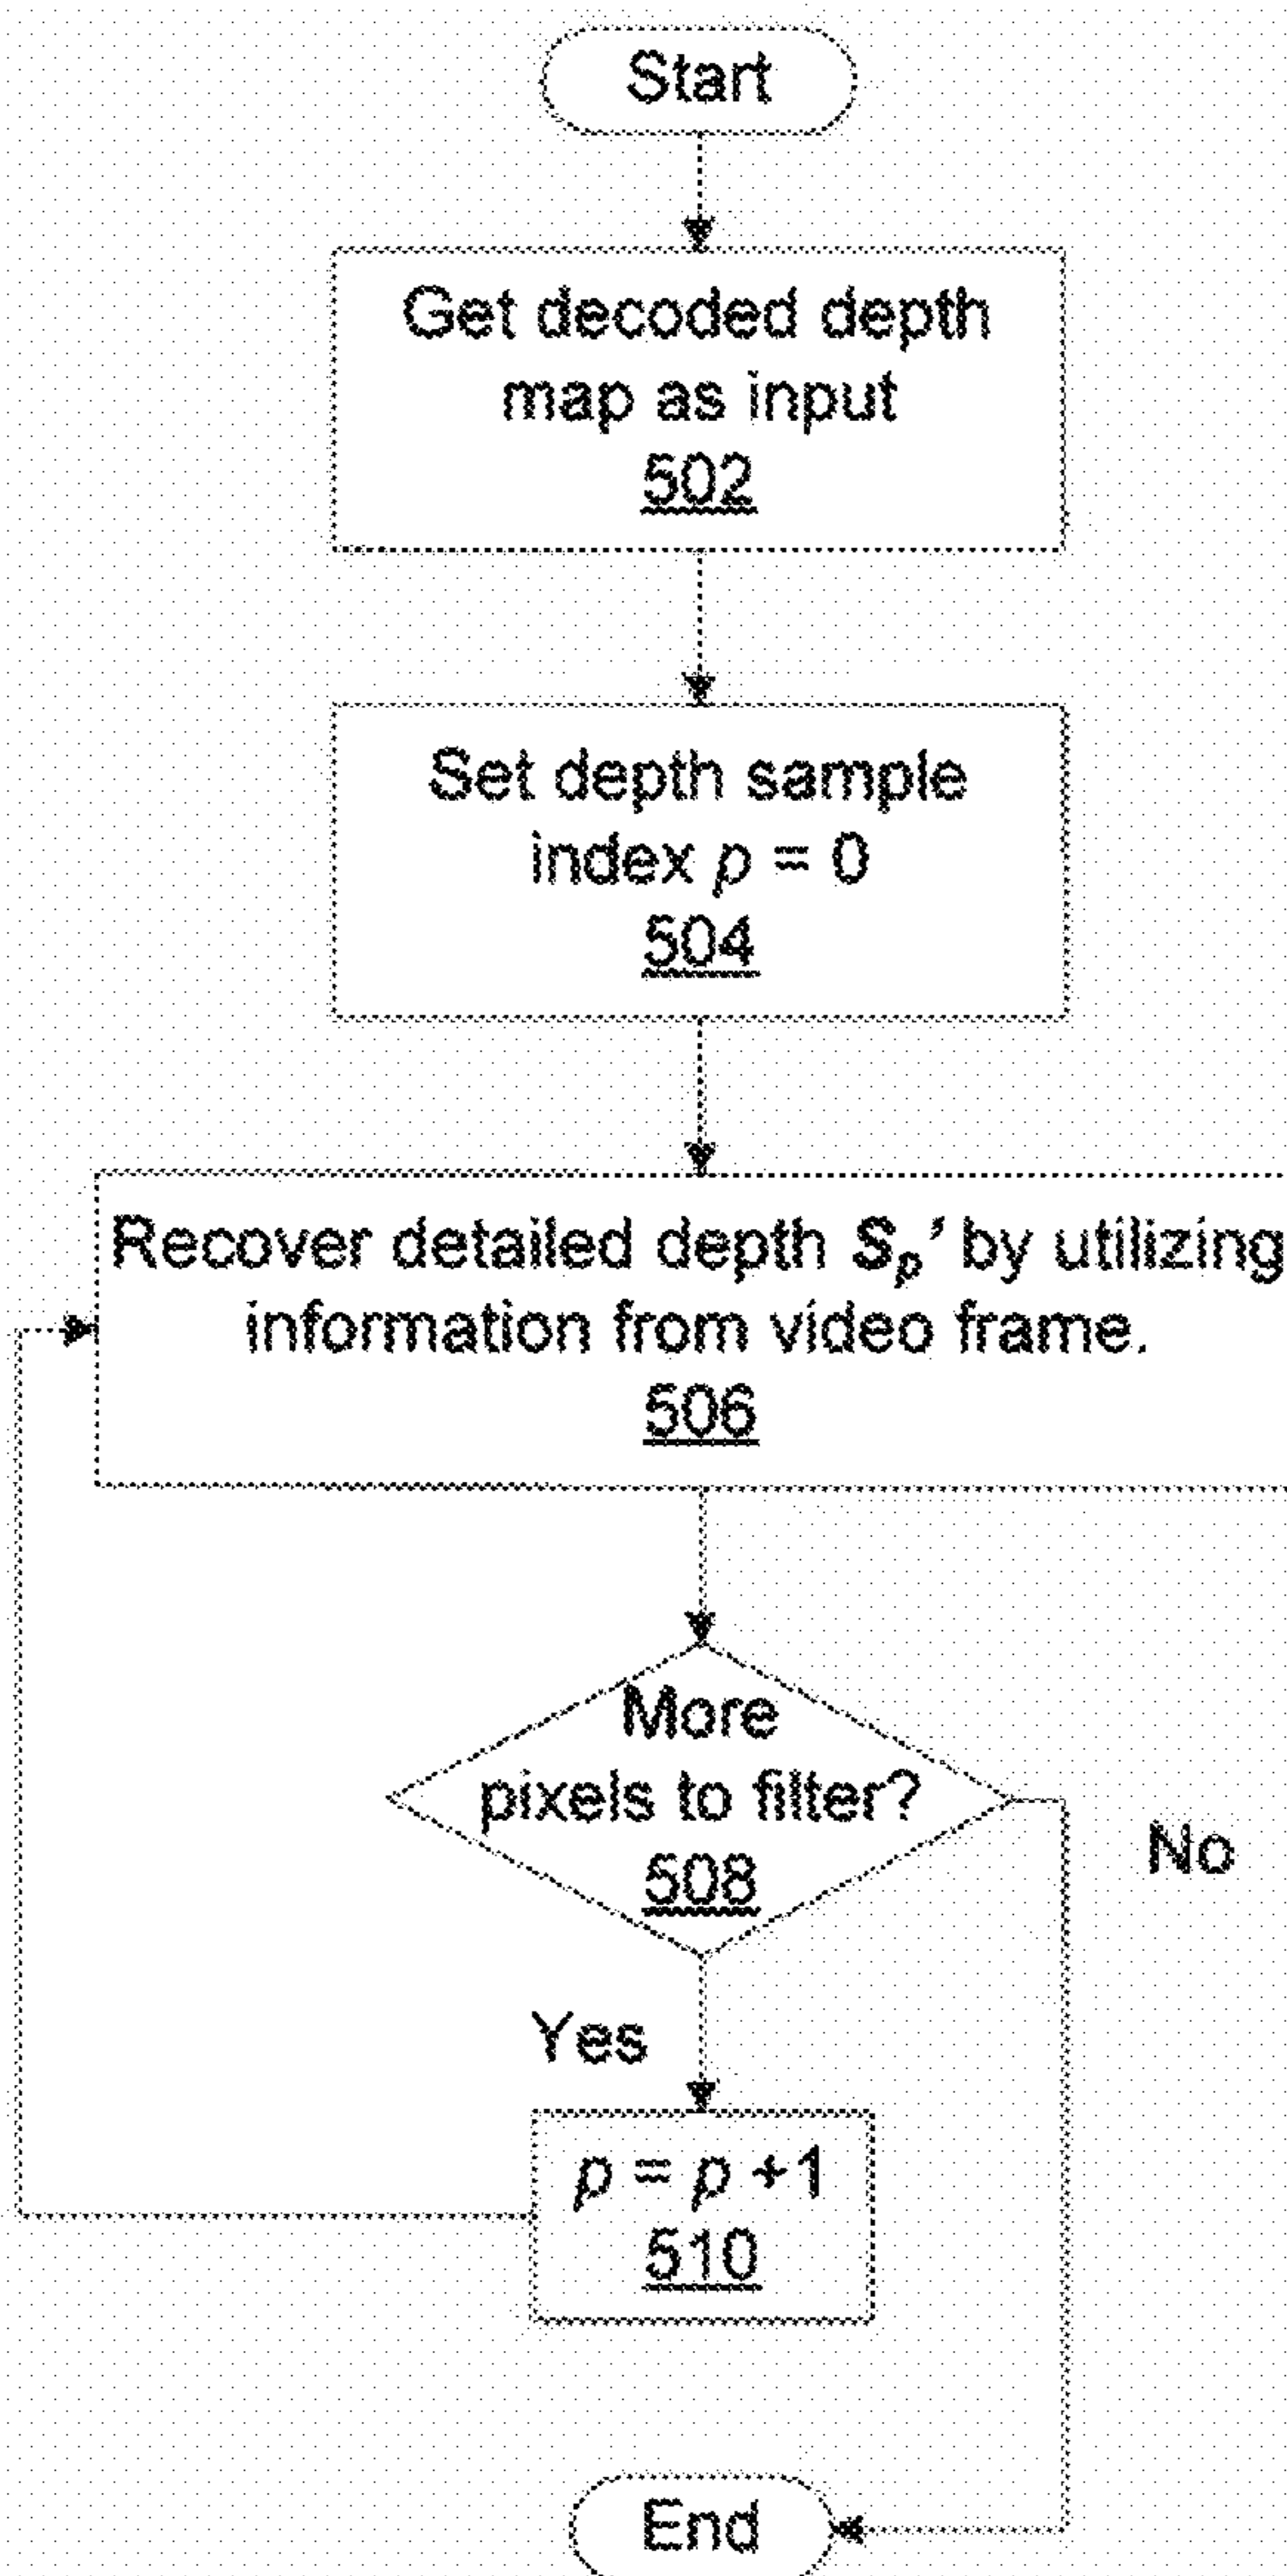 Start
Get decoded depth
map as input
502
Set depth sample
index p = 0
504
Recover detailed depth Sp' by utilizing
information from video frame.
506
More
pixels to filter?
508
No
Yes
p = p +1
510
End